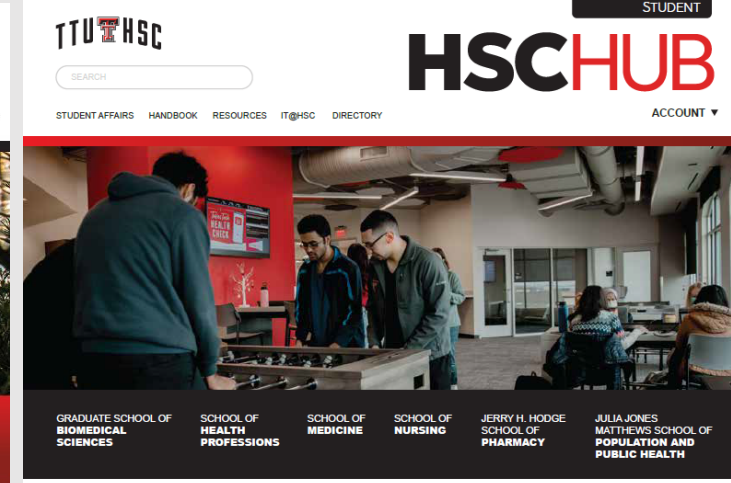 STUDENT
TTU HSC
HSCHUB
SEARCH
STUDENT AFFAIRS HANDBOOK RESOURCES IT@HSC DIRECTORY
ACCOUNT ▼
HEALTH
CHECK
GRADUATE SCHOOL OF
BIOMEDICAL
SCIENCES
SCHOOL OF
HEALTH
PROFESSIONS
SCHOOL OF
MEDICINE
SCHOOL OF
NURSING
JERRY H. HODGE
SCHOOL OF
PHARMACY
JULIA JONES
MATTHEWS SCHOOL OF
POPULATION AND
PUBLIC HEALTH